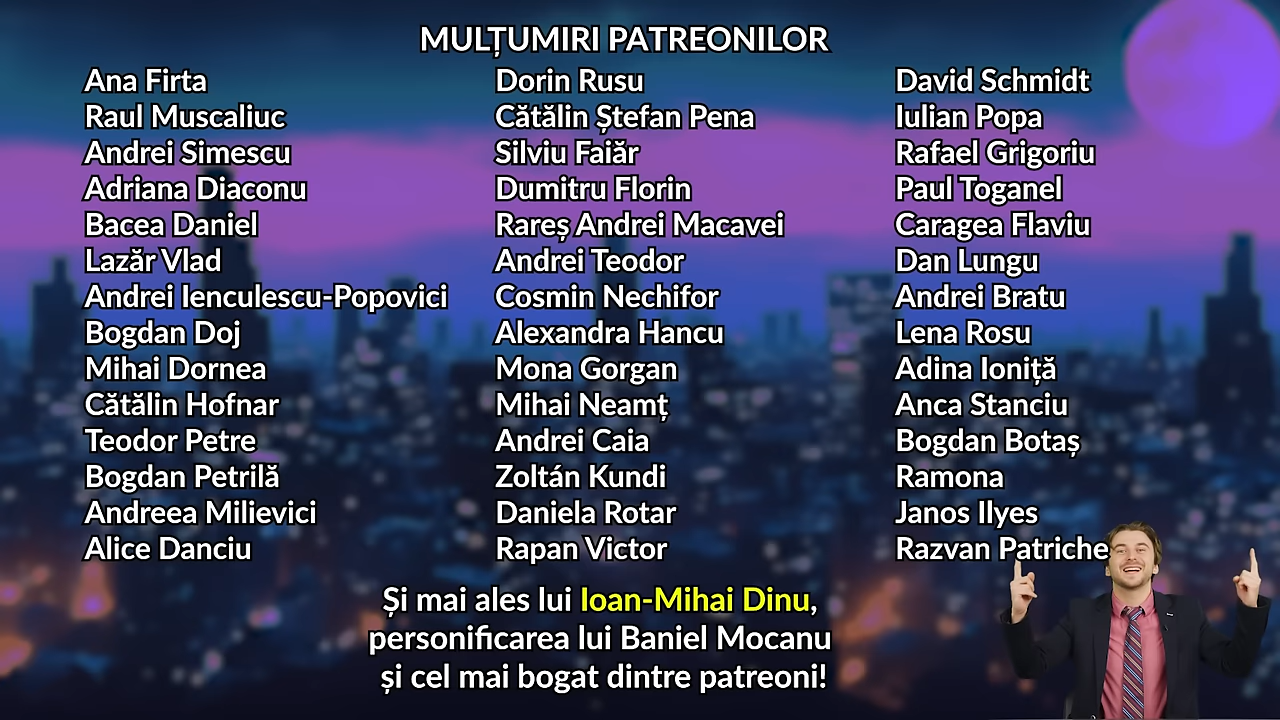 MULȚUMIRI PATREONILOR
Ana Firta
Raul Muscaliuc
Andrei Simescu
Adriana Diaconu
Bacea Daniel
Lazăr Vlad
Andrei Ienculescu-Popovici
Bogdan Doj
Mihai Dornea
Cătălin Hofnar
Teodor Petre
Bogdan Petrilă
Andreea Milievici
Alice Danciu
Dorin Rusu
Cătălin Ștefan Pena
Silviu Faiăr
Dumitru Florin
Rareș Andrei Macavei
Andrei Teodor
Cosmin Nechifor
Alexandra Hancu
Mona Gorgan
Mihai Neamț
Andrei Caia
Zoltán Kundi
Daniela Rotar
Rapan Victor
David Schmidt
Iulian Popa
Rafael Grigoriu
Paul Toganel
Caragea Flaviu
Dan Lungu
Andrei Bratu
Lena Rosu
Adina Ioniță
Anca Stanciu
Bogdan Botaș
Ramona
Janos Ilyes
Razvan Patriche
Și mai ales lui Ioan-Mihai Dinu,
personificarea lui Baniel Mocanu
și cel mai bogat dintre patreoni!